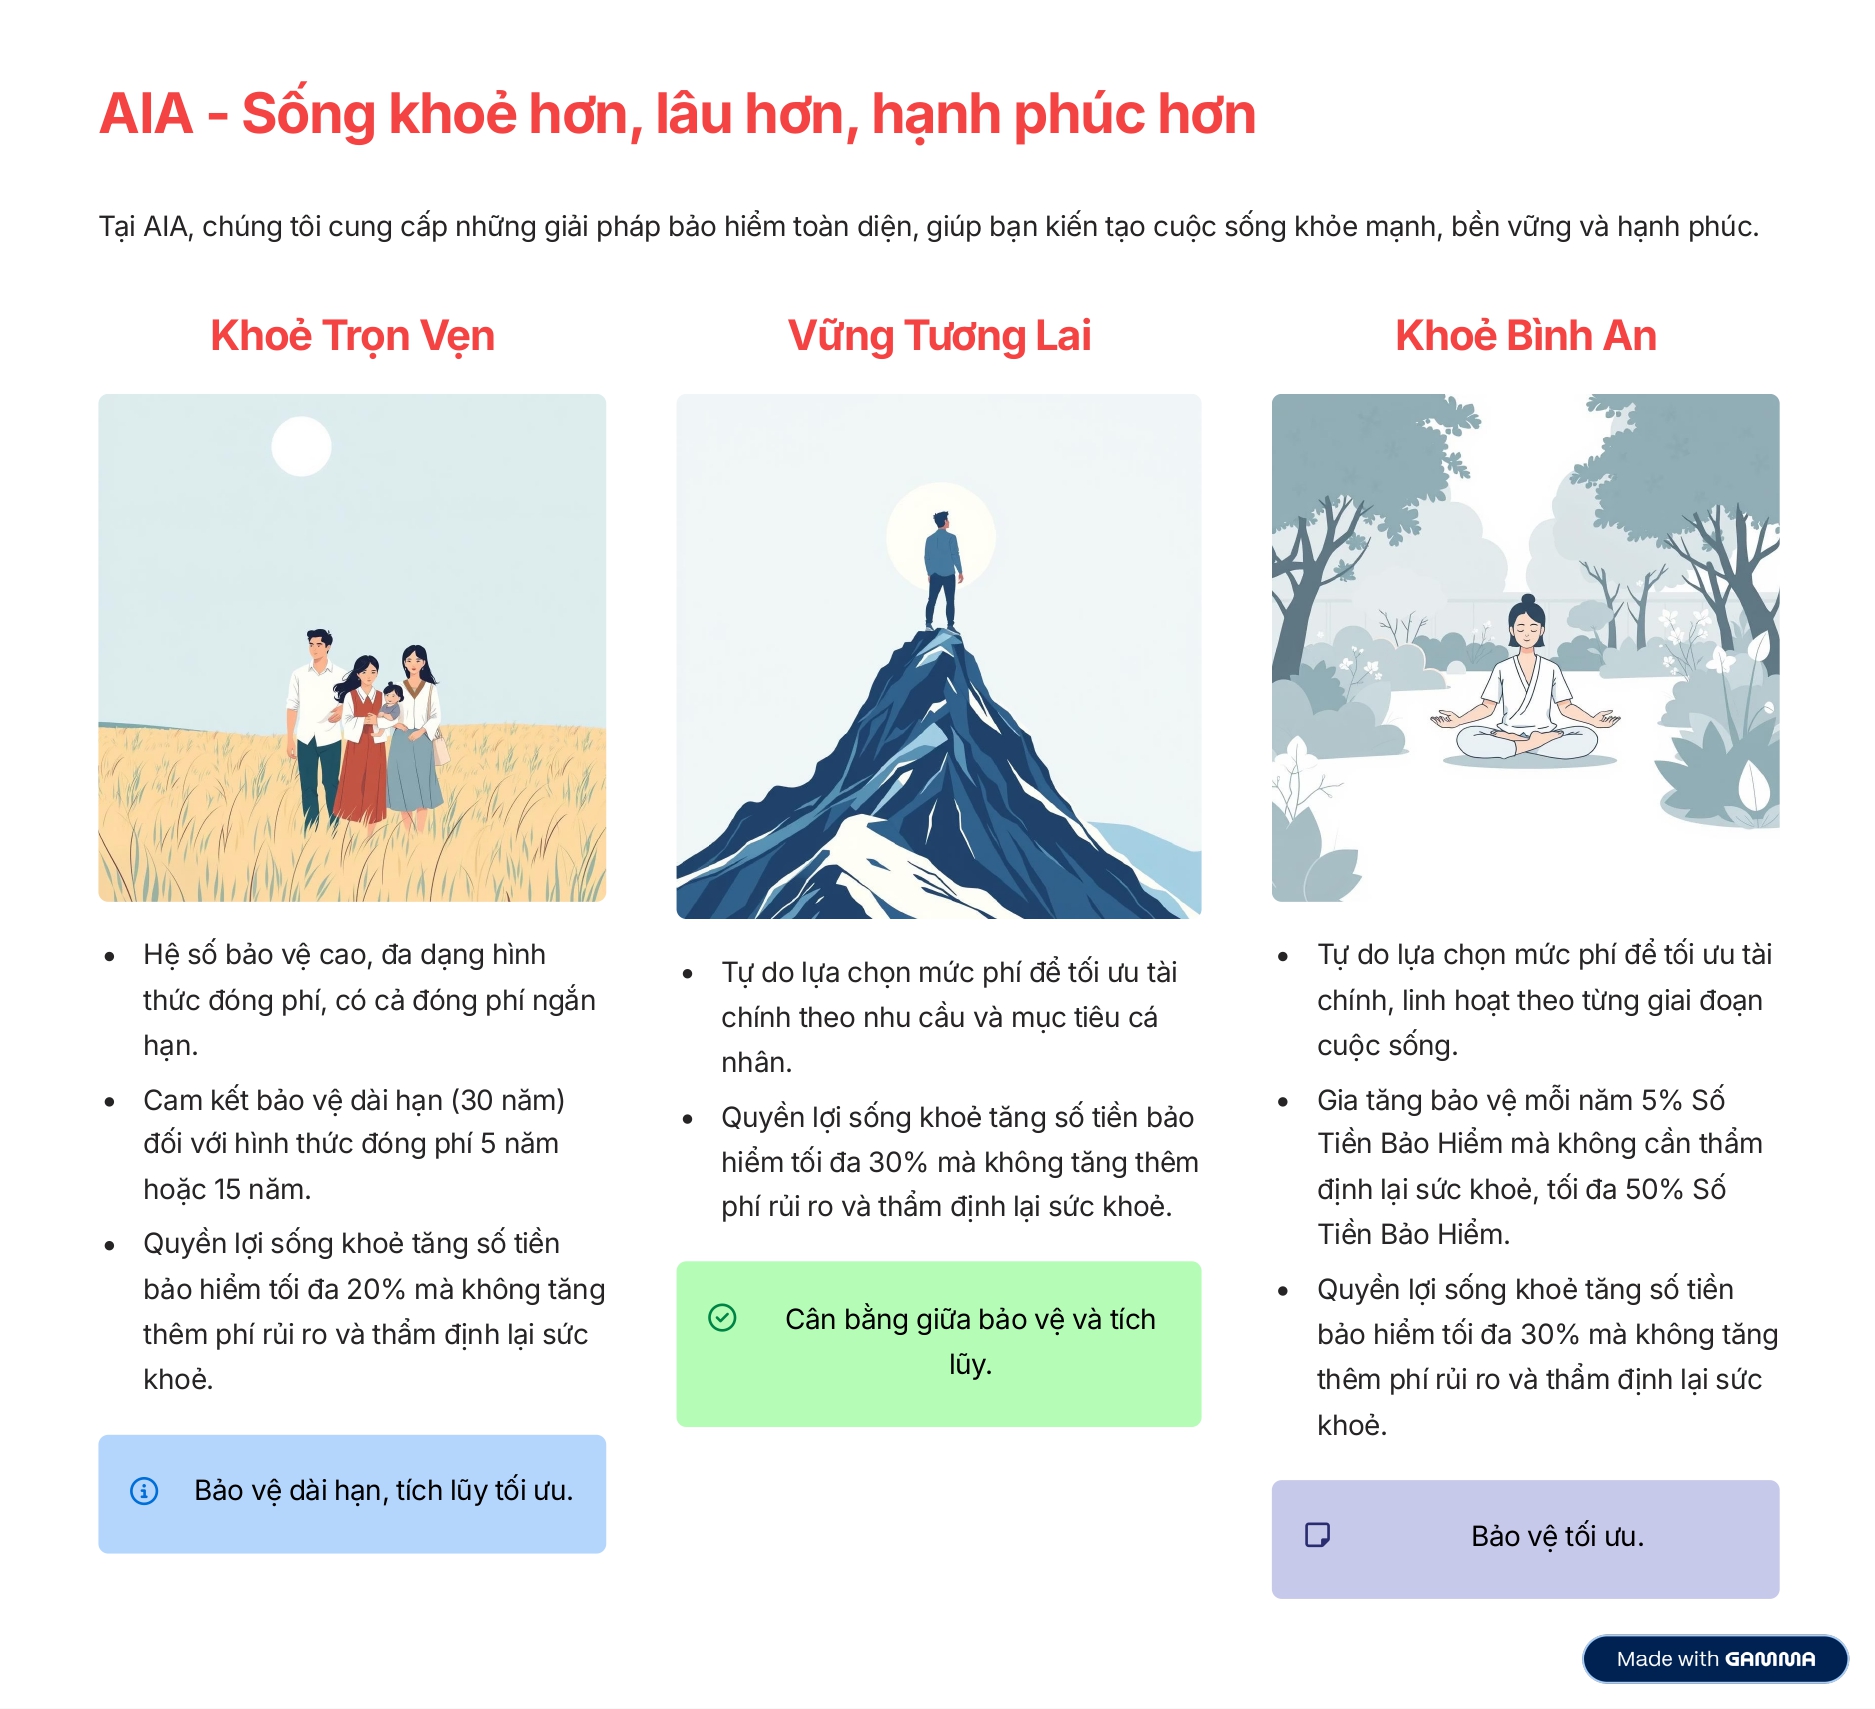 AIA - Sống khoẻ hơn, lâu hơn, hạnh phúc hơn
Tại AIA, chúng tôi cung cấp những giải pháp bảo hiểm toàn diện, giúp bạn kiến tạo cuộc sống khỏe mạnh, bền vững và hạnh phúc.
Khoẻ Trọn Vẹn
• Hệ số bảo vệ cao, đa dạng hình
thức đóng phí, có cả đóng phí ngắn
hạn.
• Cam kết bảo vệ dài hạn (30 năm)
đối với hình thức đóng phí 5 năm
hoặc 15 năm.
• Quyền lợi sống khoẻ tăng số tiền
bảo hiểm tối đa 20% mà không tăng
thêm phí rủi ro và thẩm định lại sức
khoẻ.
Bảo vệ dài hạn, tích lũy tối ưu.
Vững Tương Lai
• Tự do lựa chọn mức phí để tối ưu tài
chính theo nhu cầu và mục tiêu cá
nhân.
• Quyền lợi sống khoẻ tăng số tiền bảo
hiểm tối đa 30% mà không tăng thêm
phí rủi ro và thẩm định lại sức khoẻ.
Cân bằng giữa bảo vệ và tích
lũy.
Khoẻ Bình An
• Tự do lựa chọn mức phí để tối ưu tài
chính, linh hoạt theo từng giai đoạn
cuộc sống.
• Gia tăng bảo vệ mỗi năm 5% Số
Tiền Bảo Hiểm mà không cần thẩm
định lại sức khoẻ, tối đa 50% Số
Tiền Bảo Hiểm.
• Quyền lợi sống khoẻ tăng số tiền
bảo hiểm tối đa 30% mà không tăng
thêm phí rủi ro và thẩm định lại sức
khoẻ.
Bảo vệ tối ưu.
Made with GAMMA